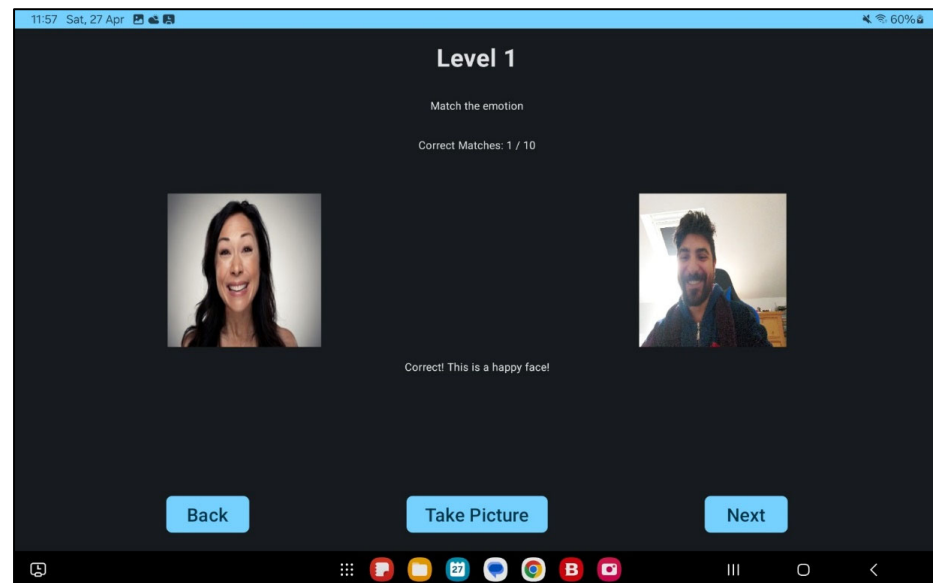 11:57 Sat, 27 Apr 60%
Level 1
Match the emotion
Correct Matches: 1 / 10
Correct! This is a happy face!
Back Take Picture Next
27 B